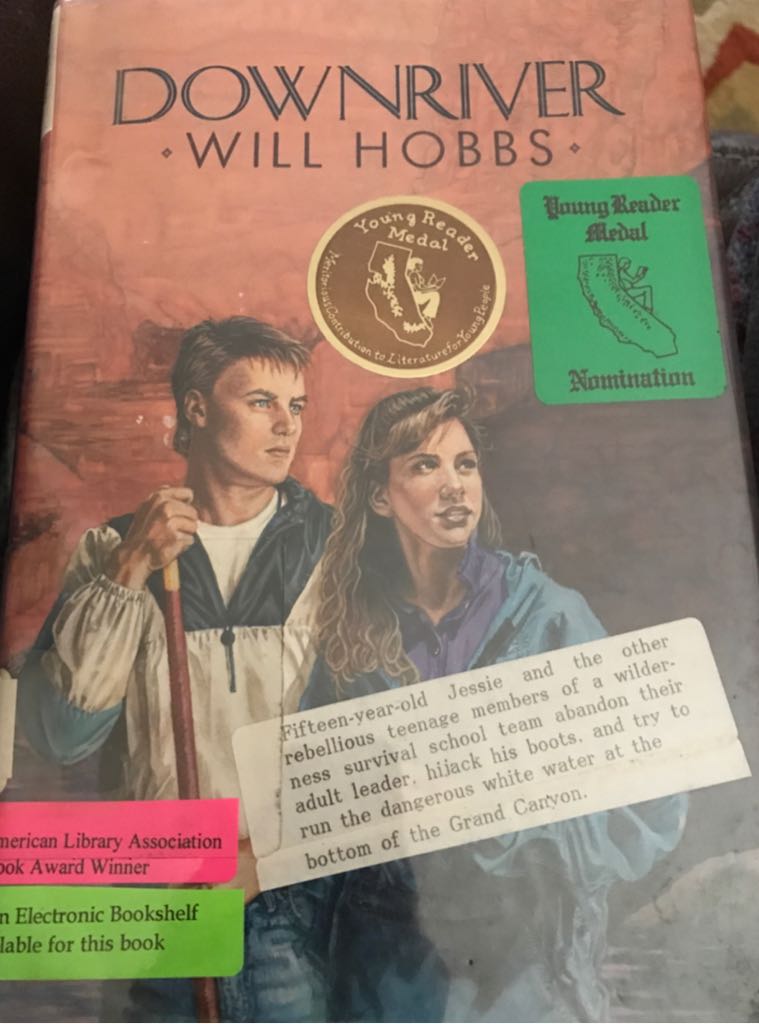 DOWNRIVER
• WILL HOBBS •
Young Reader
Medal
Meritorious Contribution to Literature for Young People
Young Reader
Medal
Nomination
Fifteen-year-old Jessie and the other
rebellious teenage members of a wilder-
ness survival school team abandon their
adult leader, hijack his boots, and try to
run the dangerous white water at the
bottom of the Grand Canyon.
merican Library Association
ook Award Winner
n Electronic Bookshelf
lable for this book